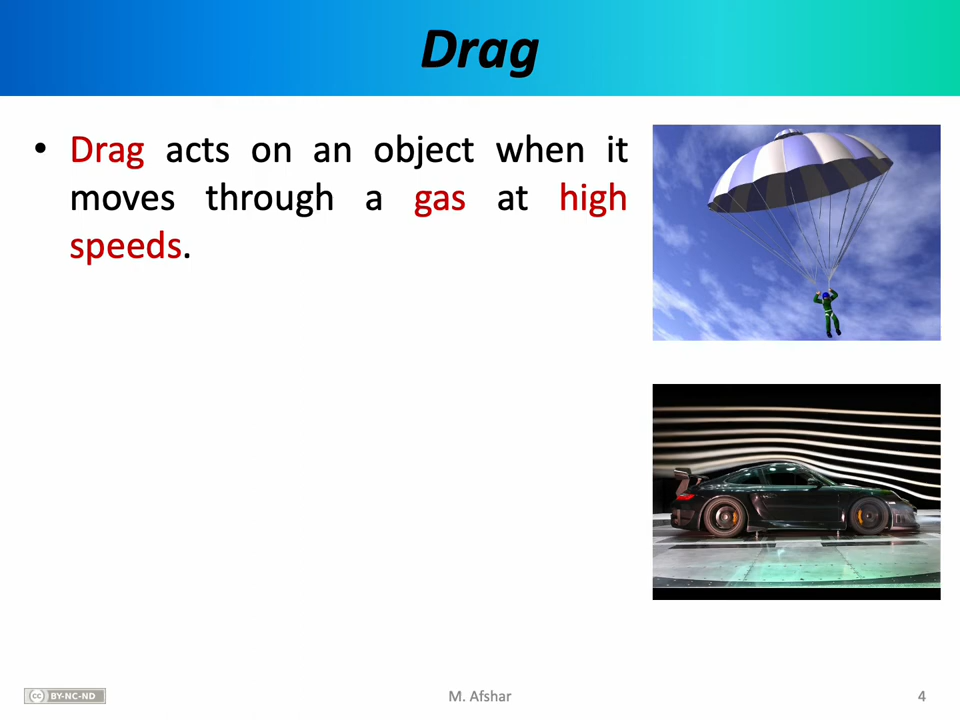 Drag
• Drag acts on an object when it
moves through a gas at high
speeds.
cc BY-NC-ND
M. Afshar
4